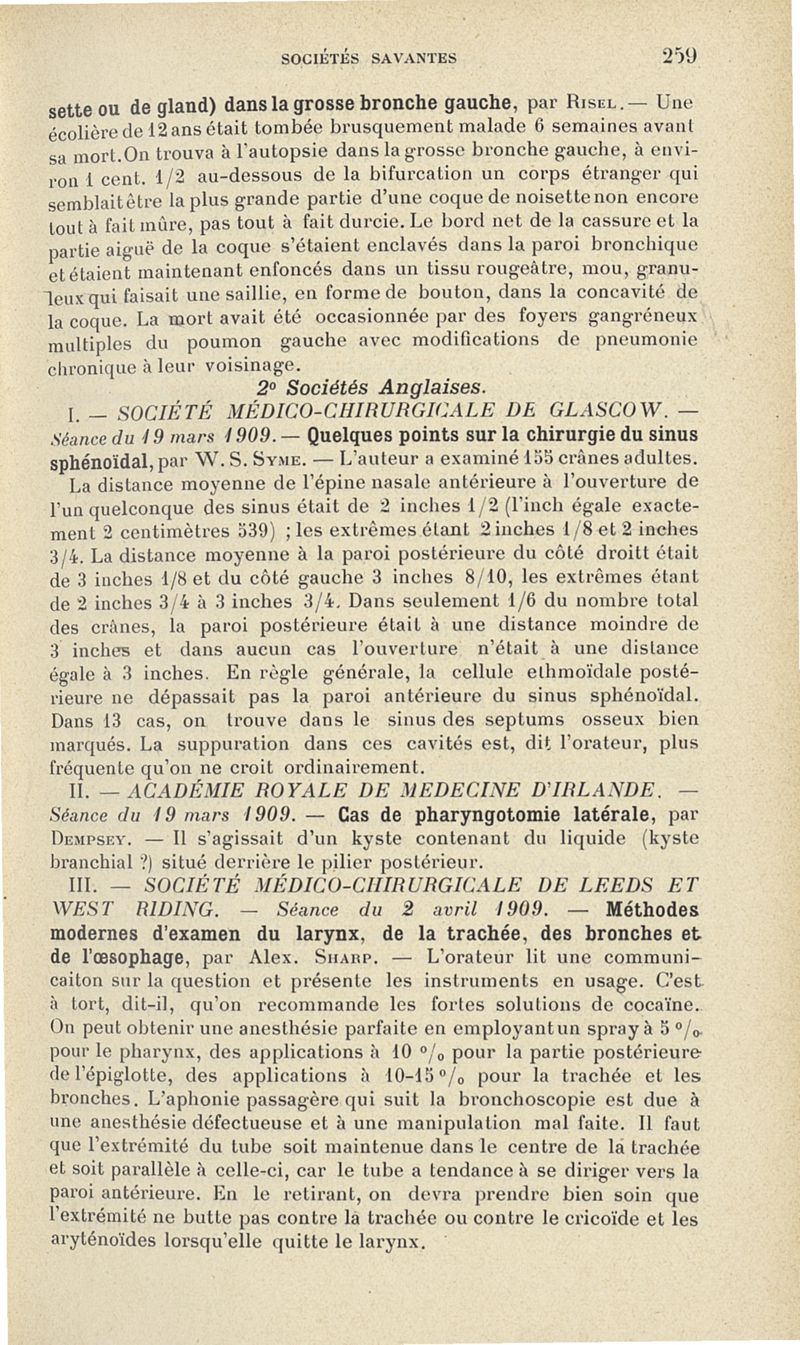 SOCIÉTÉS SAVANTES 259
sette ou de gland) dans la grosse bronche gauche, par RISEL. — Une
écolière de 12 ans était tombée brusquement malade 6 semaines avant
sa mort. On trouva à l'autopsie dans la grosse bronche gauche, à envi-
ron 1 cent. 1/2 au-dessous de la bifurcation un corps étranger qui
semblait être la plus grande partie d'une coque de noisette non encore
tout à fait mûre, pas tout à fait durcie. Le bord net de la cassure et la
partie aiguë de la coque s'étaient enclavés dans la paroi bronchique
et étaient maintenant enfoncés dans un tissu rougeâtre, mou, granu-
leux qui faisait une saillie, en forme de bouton, dans la concavité de
la coque. La mort avait été occasionnée par des foyers gangréneux
multiples du poumon gauche avec modifications de pneumonie
chronique à leur voisinage.
2º Sociétés Anglaises.
I. — SOCIÉTÉ MÉDICO-CHIRURGICALE DE GLASCOW. —
Séance du 19 mars 1909. — Quelques points sur la chirurgie du sinus
sphénoïdal, par W. S. SYME. — L'auteur a examiné 155 crânes adultes.
La distance moyenne de l'épine nasale antérieure à l'ouverture de
l'un quelconque des sinus était de 2 inches 1/2 (l'inch égale exacte-
ment 2 centimètres 539) ; les extrêmes étant 2 inches 1/8 et 2 inches
3/4. La distance moyenne à la paroi postérieure du côté droitt était
de 3 inches 1/8 et du côté gauche 3 inches 8/10, les extrêmes étant
de 2 inches 3/4 à 3 inches 3/4. Dans seulement 1/6 du nombre total
des crânes, la paroi postérieure était à une distance moindre de
3 inches et dans aucun cas l'ouverture n'était à une distance
égale à 3 inches. En règle générale, la cellule ethmoïdale posté-
rieure ne dépassait pas la paroi antérieure du sinus sphénoïdal.
Dans 13 cas, on trouve dans le sinus des septums osseux bien
marqués. La suppuration dans ces cavités est, dit l'orateur, plus
fréquente qu'on ne croit ordinairement.
II. — ACADÉMIE ROYALE DE MEDECINE D'IRLANDE. —
Séance du 19 mars 1909. — Cas de pharyngotomie latérale, par
DEMPSEY. — Il s'agissait d'un kyste contenant du liquide (kyste
branchial ?) situé derrière le pilier postérieur.
III. — SOCIÉTÉ MÉDICO-CHIRURGICALE DE LEEDS ET
WEST RIDING. — Séance du 2 avril 1909. — Méthodes
modernes d'examen du larynx, de la trachée, des bronches et
de l'œsophage, par Alex. SHARP. — L'orateur lit une communi-
caiton sur la question et présente les instruments en usage. C'est
à tort, dit-il, qu'on recommande les fortes solutions de cocaïne.
On peut obtenir une anesthésie parfaite en employant un spray à 5 º/o
pour le pharynx, des applications à 10 º/o pour la partie postérieure
de l'épiglotte, des applications à 10-15 º/o pour la trachée et les
bronches. L'aphonie passagère qui suit la bronchoscopie est due à
une anesthésie défectueuse et à une manipulation mal faite. Il faut
que l'extrémité du tube soit maintenue dans le centre de la trachée
et soit parallèle à celle-ci, car le tube a tendance à se diriger vers la
paroi antérieure. En le retirant, on devra prendre bien soin que
l'extrémité ne butte pas contre la trachée ou contre le cricoïde et les
aryténoïdes lorsqu'elle quitte le larynx.